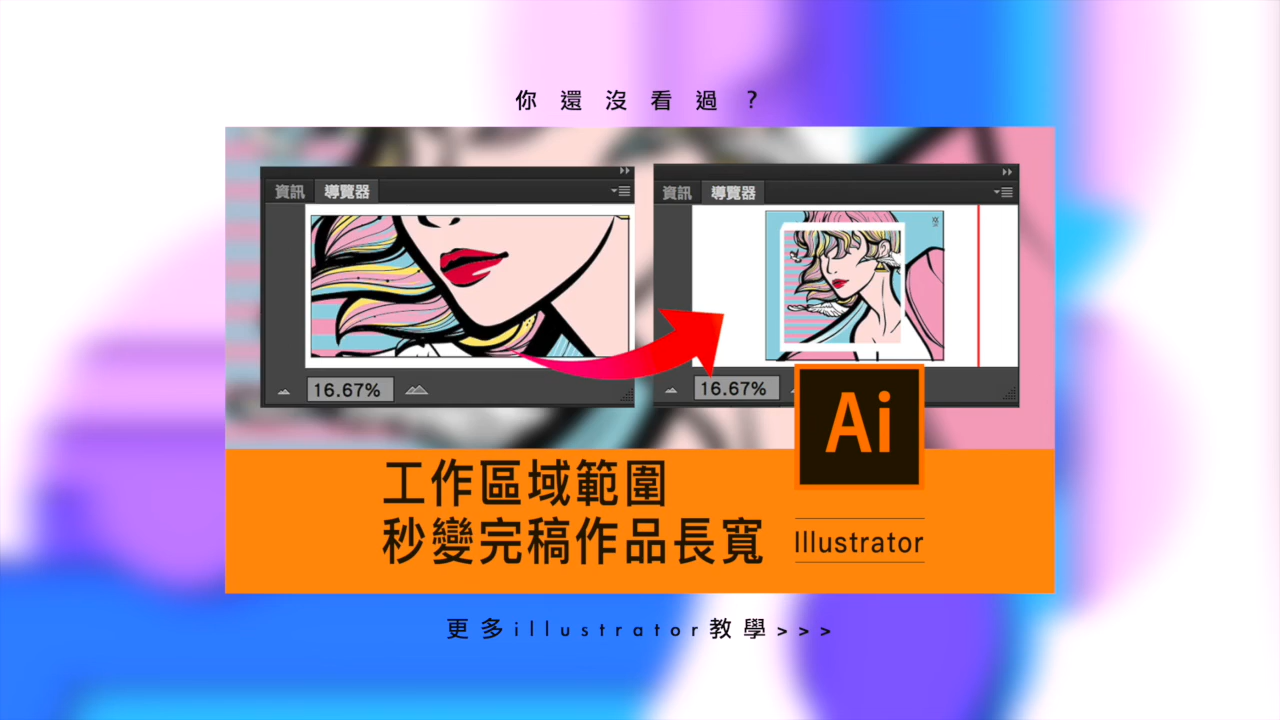 你還沒看過？
資訊 導覽器
16.67%
資訊 導覽器
16.67%
Ai
工作區域範圍
秒變完稿作品長寬
Illustrator
更多illustrator教學>>>